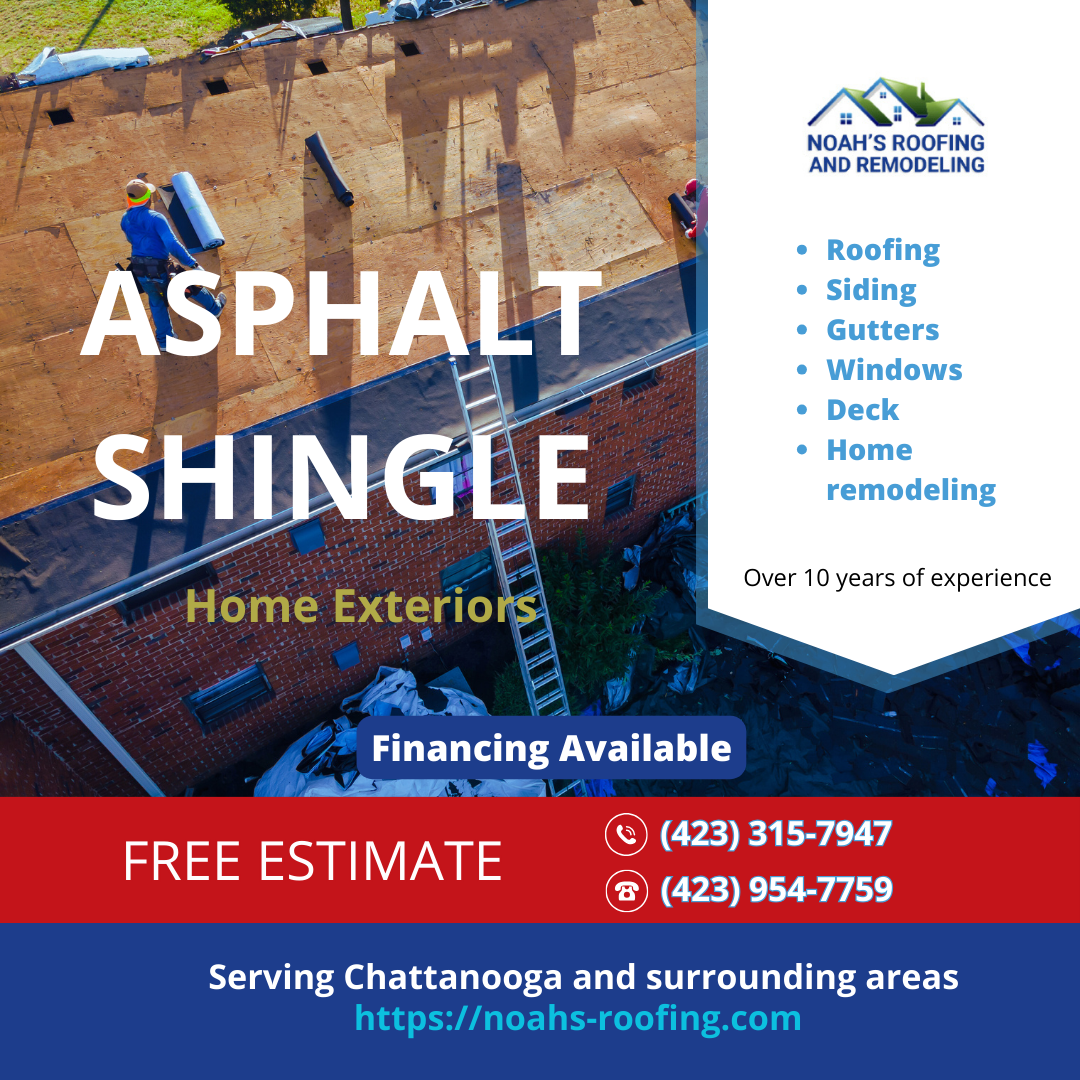 NOAH'S ROOFING
AND REMODELING
Roofing
Siding
Gutters
Windows
Deck
Home
remodeling
Over 10 years of experience
ASPHALT
SHINGLE
Home Exteriors
Financing Available
FREE ESTIMATE
(423) 315-7947
(423) 954-7759
Serving Chattanooga and surrounding areas
https://noahs-roofing.com